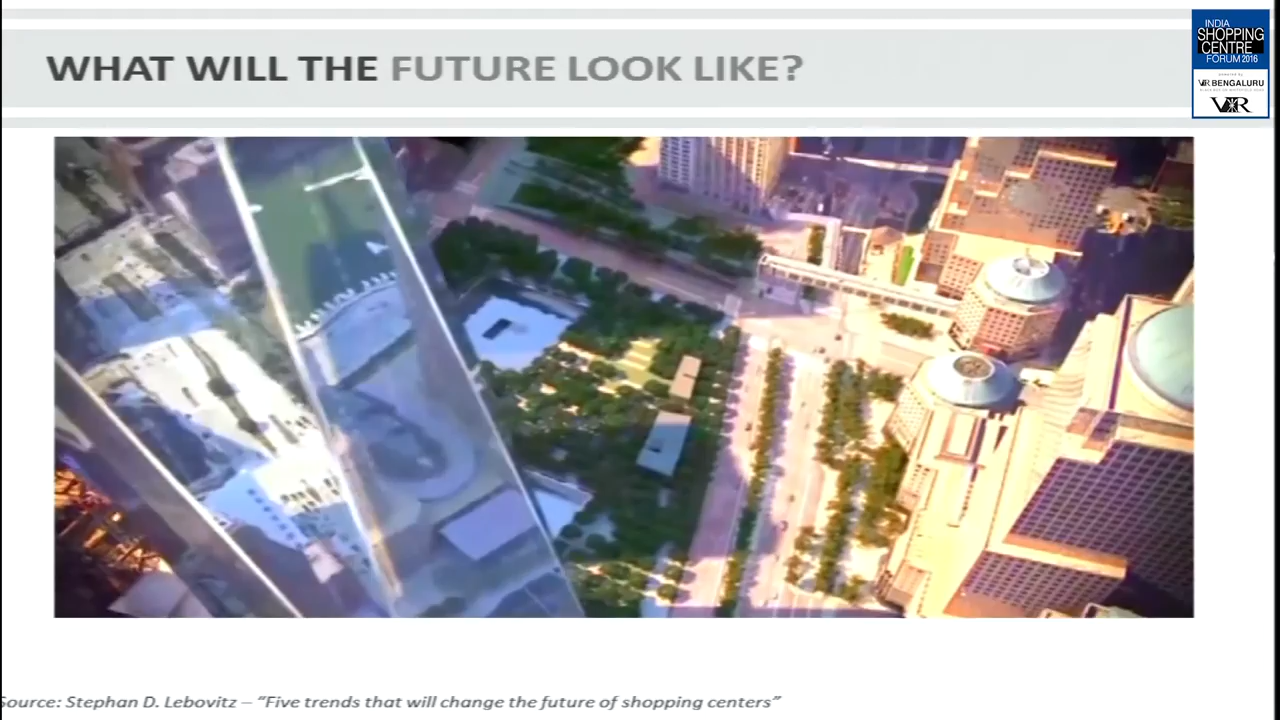 WHAT WILL THE FUTURE LOOK LIKE?
INDIA
SHOPPING
CENTRE
FORUM 2016
VR BENGALURU
VR
Source: Stephan D. Lebovitz – “Five trends that will change the future of shopping centers”